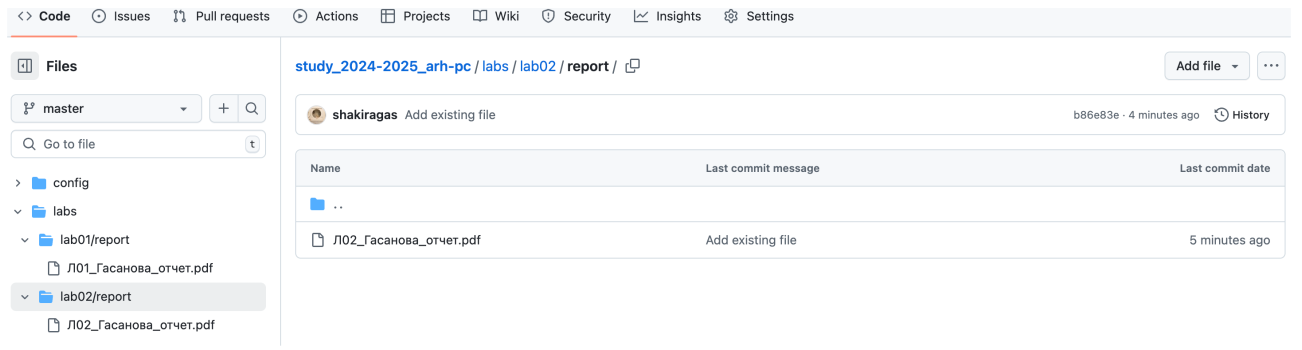 Code Issues Pull requests Actions Projects Wiki Security Insights Settings
Files
master
Go to file t
config
labs
lab01/report
Л01_Гасанова_отчет.pdf
lab02/report
Л02_Гасанова_отчет.pdf
study_2024-2025_arh-pc / labs / lab02 / report /
Add file
shakiragas Add existing file b86e83e · 4 minutes ago History
Name Last commit message Last commit date
..
Л02_Гасанова_отчет.pdf Add existing file 5 minutes ago